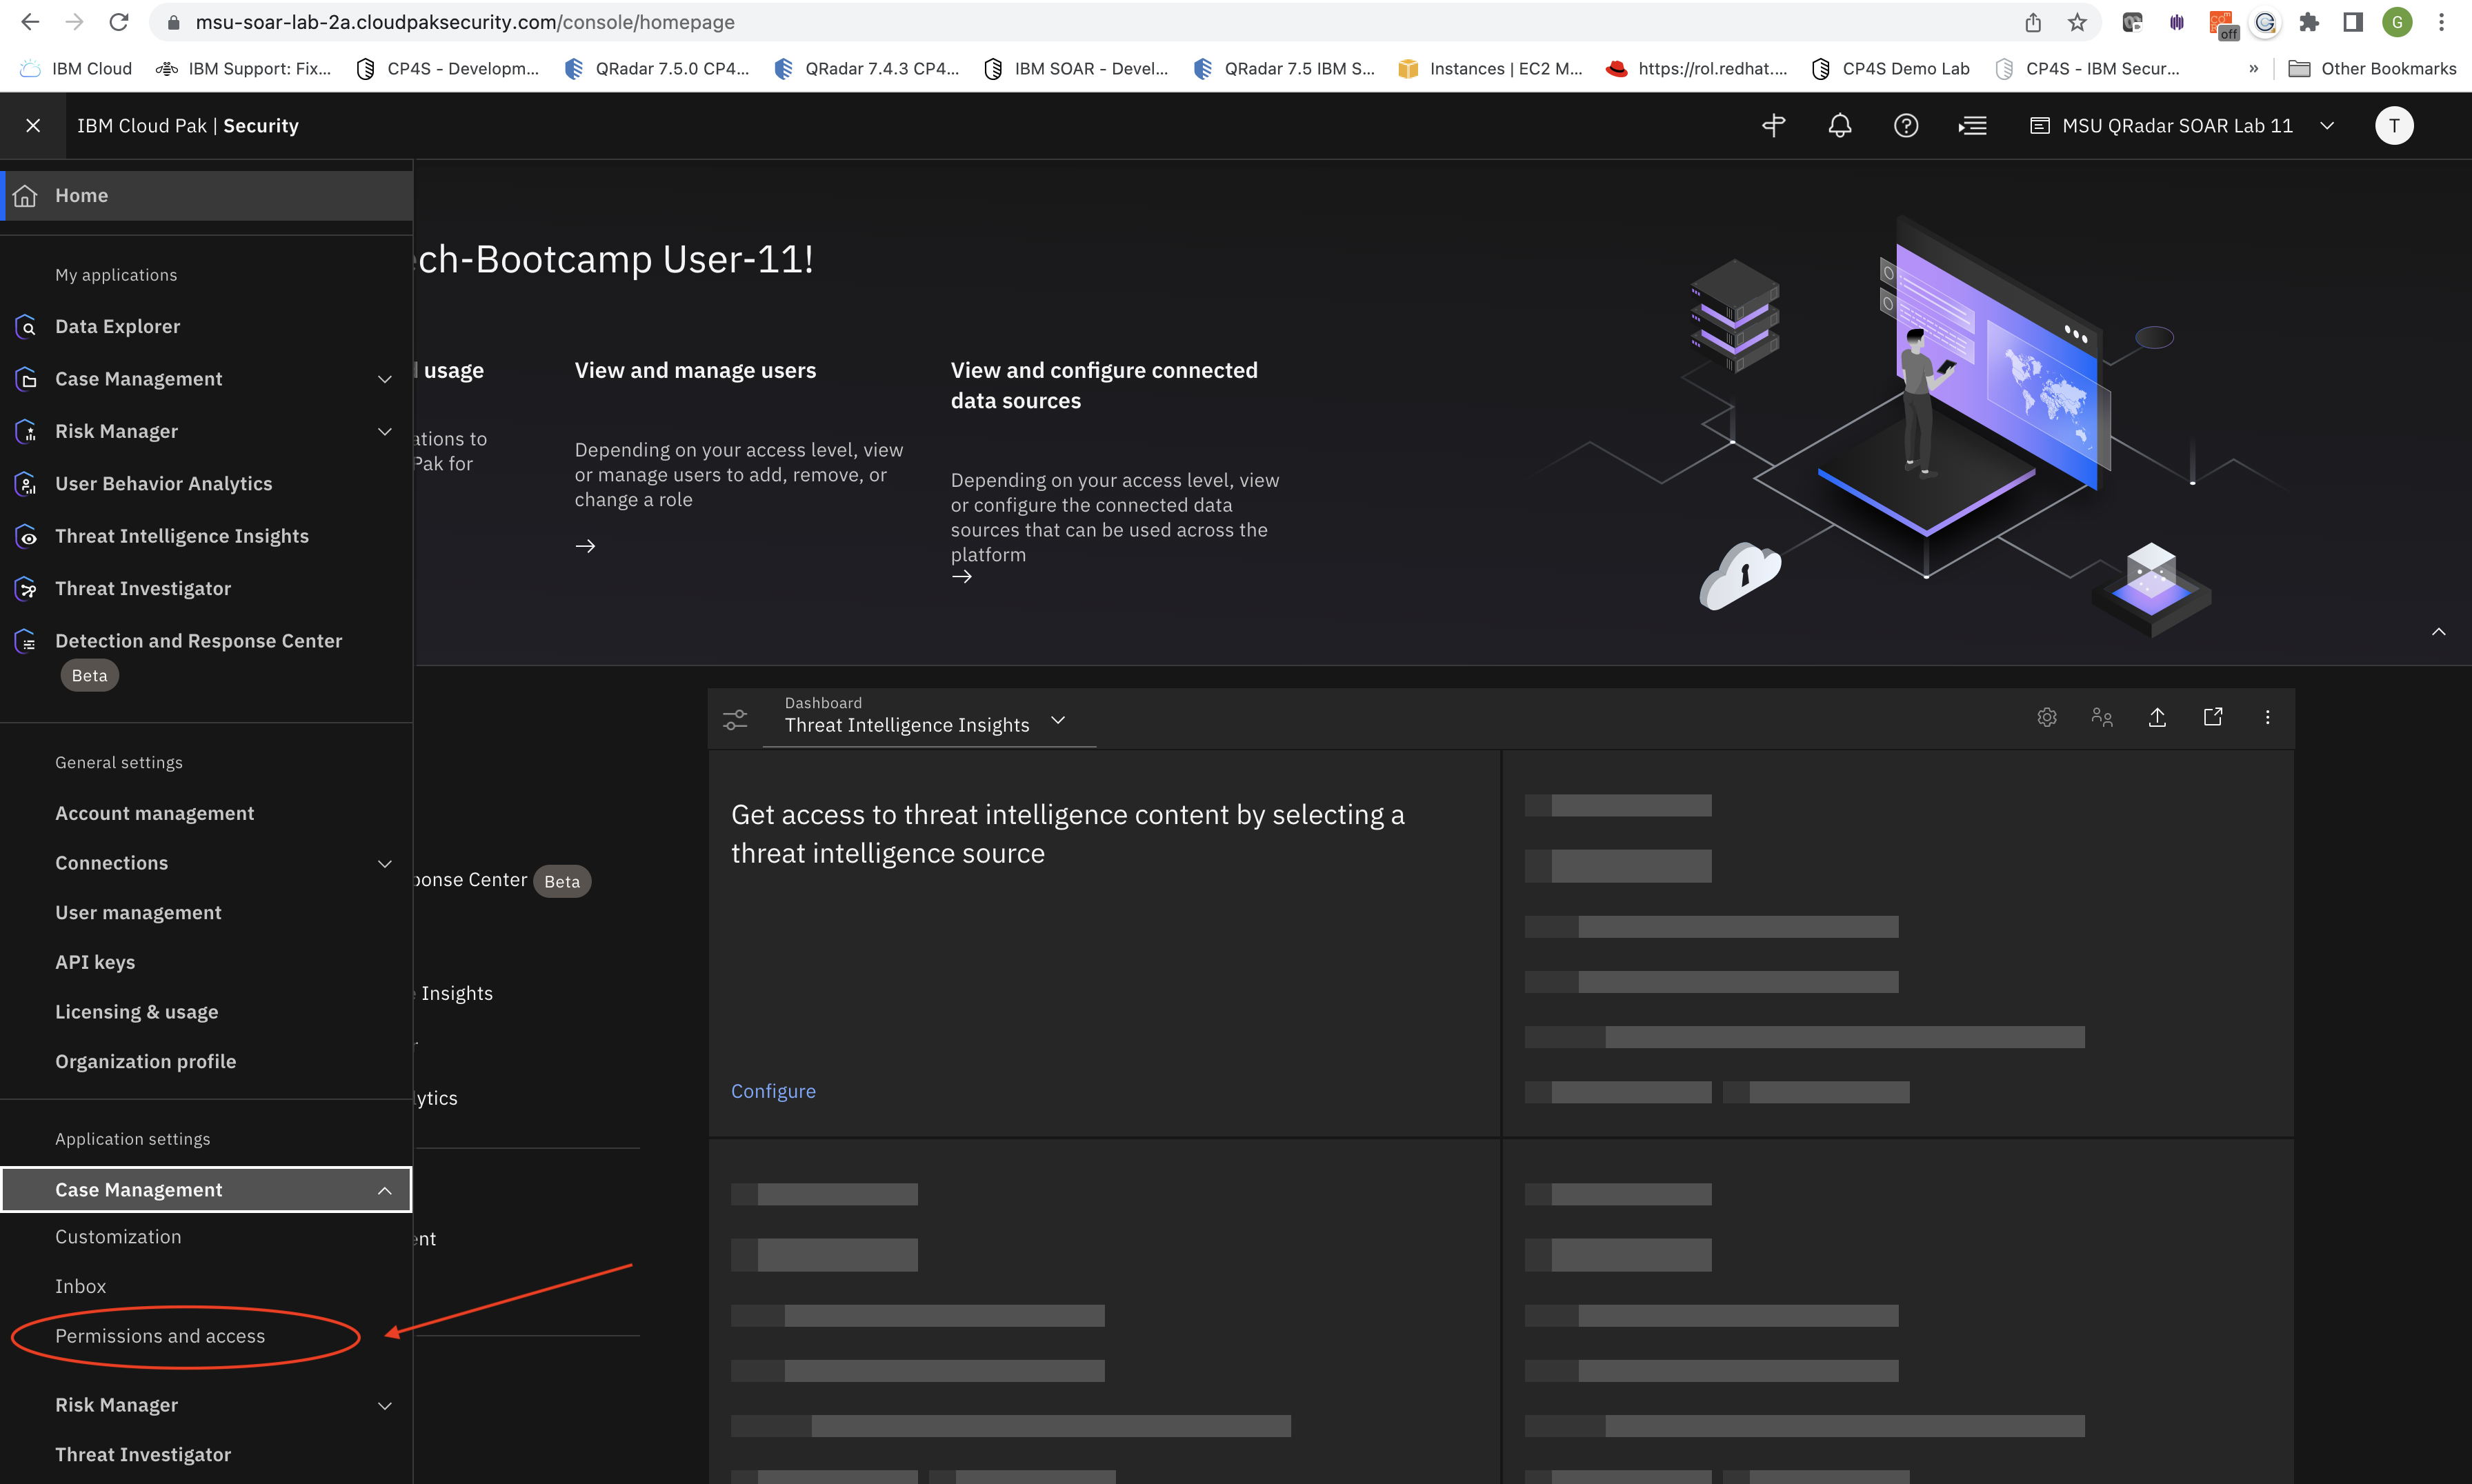 msu-soar-lab-2a.cloudpaksecurity.com/console/homepage
off
G
IBM Cloud
IBM Support: Fix...
CP4S - Developm...
QRadar 7.5.0 CP4...
QRadar 7.4.3 CP4...
IBM SOAR - Devel...
QRadar 7.5 IBM S...
Instances | EC2 M...
https://rol.redhat....
CP4S Demo Lab
CP4S - IBM Secur...
»
Other Bookmarks
IBM Cloud Pak | Security
MSU QRadar SOAR Lab 11
T
Home
My applications
Data Explorer
Case Management
Risk Manager
User Behavior Analytics
Threat Intelligence Insights
Threat Investigator
Detection and Response Center
Beta
General settings
Account management
Connections
User management
API keys
Licensing & usage
Organization profile
Application settings
Case Management
Customization
Inbox
Permissions and access
Risk Manager
Threat Investigator
ch-Bootcamp User-11!
usage
ations to
Pak for
View and manage users
Depending on your access level, view
or manage users to add, remove, or
change a role
View and configure connected
data sources
Depending on your access level, view
or configure the connected data
sources that can be used across the
platform
ponse Center
Beta
Insights
ytics
ent
Dashboard
Threat Intelligence Insights
Get access to threat intelligence content by selecting a
threat intelligence source
Configure